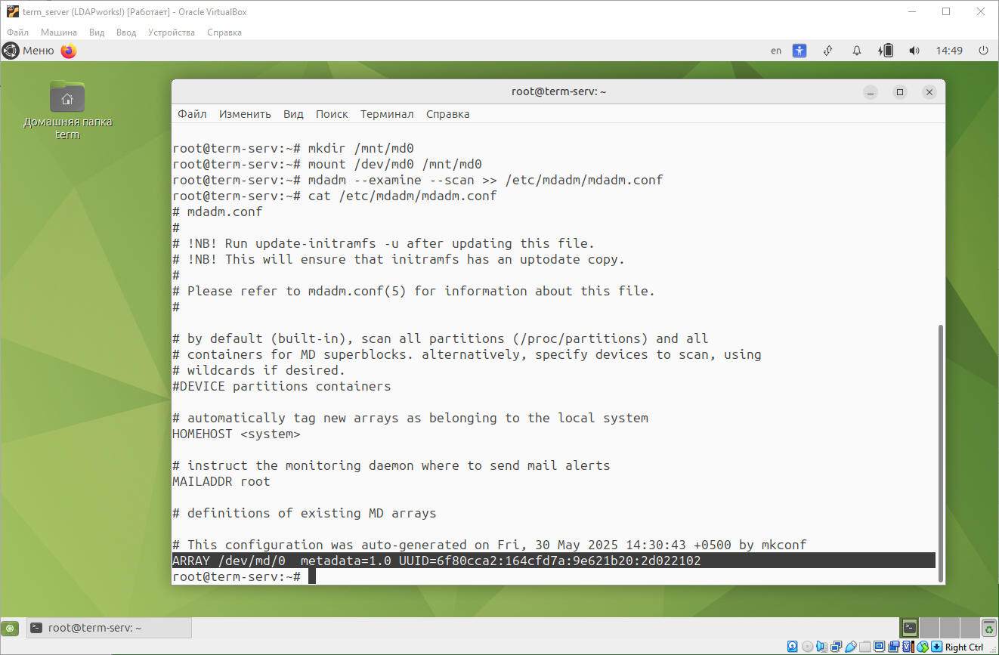 term_server (LDAPworks!) [Работает] - Oracle VirtualBox
Файл Машина Вид Ввод Устройства Справка
Меню en 14:49
Домашняя папка
term
root@term-serv: ~
Файл Изменить Вид Поиск Терминал Справка
root@term-serv:~# mkdir /mnt/md0
root@term-serv:~# mount /dev/md0 /mnt/md0
root@term-serv:~# mdadm --examine --scan >> /etc/mdadm/mdadm.conf
root@term-serv:~# cat /etc/mdadm/mdadm.conf
# mdadm.conf
#
# !NB! Run update-initramfs -u after updating this file.
# !NB! This will ensure that initramfs has an uptodate copy.
#
# Please refer to mdadm.conf(5) for information about this file.
#
# by default (built-in), scan all partitions (/proc/partitions) and all
# containers for MD superblocks. alternatively, specify devices to scan, using
# wildcards if desired.
#DEVICE partitions containers
# automatically tag new arrays as belonging to the local system
HOMEHOST <system>
# instruct the monitoring daemon where to send mail alerts
MAILADDR root
# definitions of existing MD arrays
# This configuration was auto-generated on Fri, 30 May 2025 14:30:43 +0500 by mkconf
ARRAY /dev/md/0  metadata=1.0 UUID=6f80cca2:164cfd7a:9e621b20:2d022102
root@term-serv:~#
root@term-serv: ~
Right Ctrl